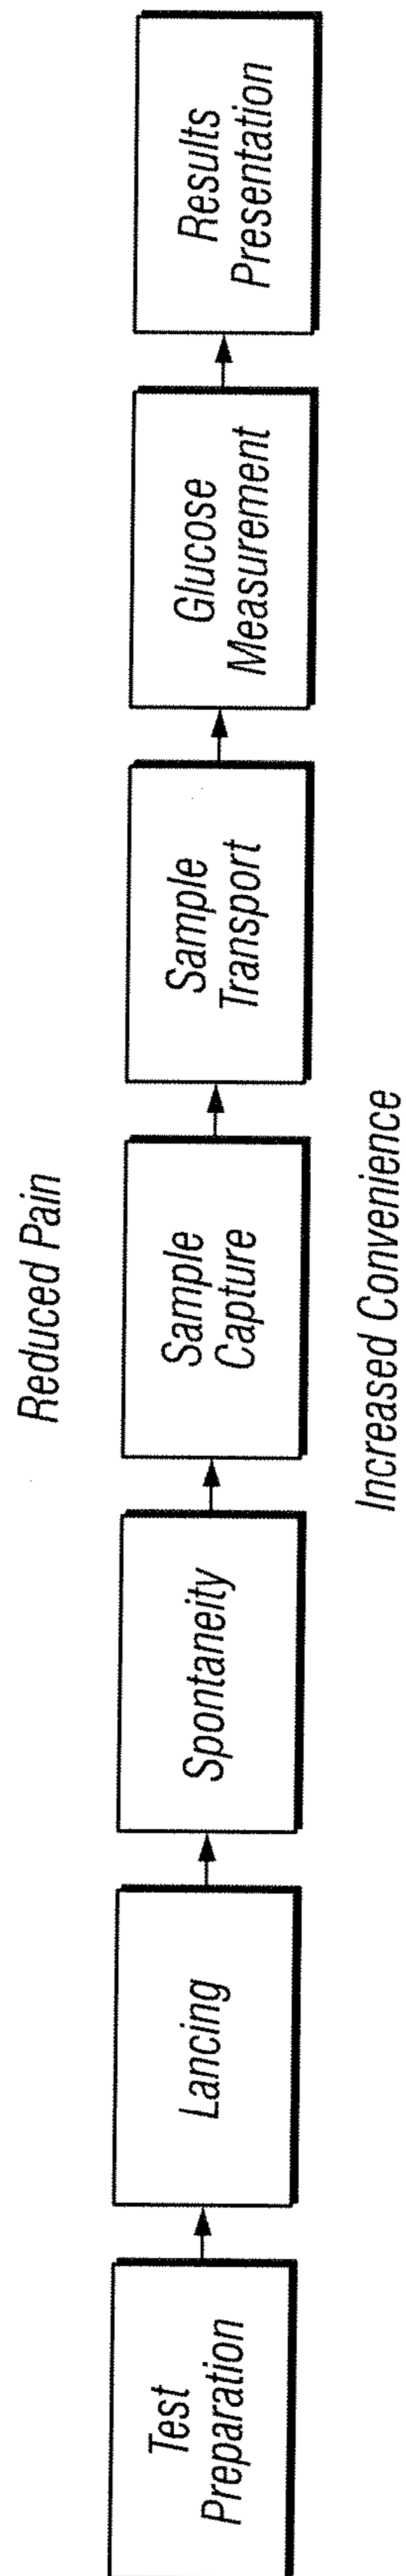 Reduced Pain
Test
Preparation
Lancing
Spontaneity
Sample
Capture
Sample
Transport
Glucose
Measurement
Results
Presentation
Increased Convenience